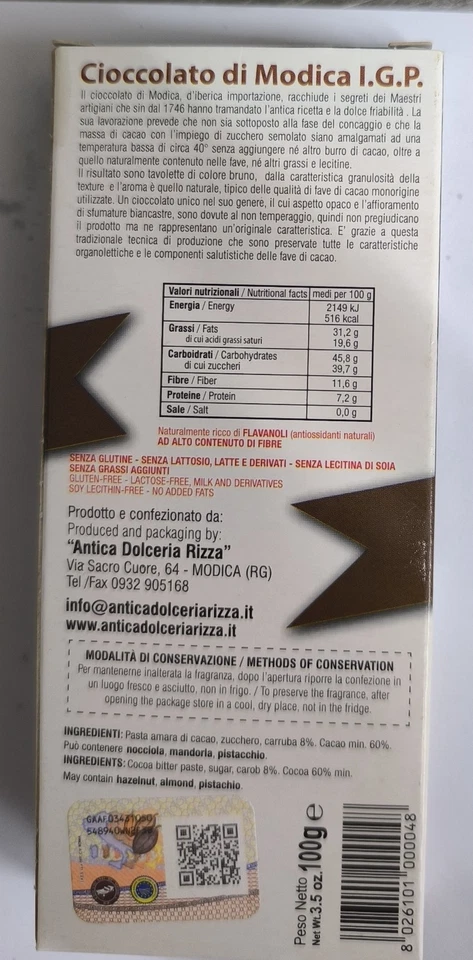 Cioccolato di Modica I.G.P.
Il cioccolato di Modica, d'iberica importazione, racchiude i segreti dei Maestri
artigiani che sin dal 1746 hanno tramandato l'antica ricetta e la dolce friabilità . La
sua lavorazione prevede che non sia sottoposto alla fase del concaggio e che la
massa di cacao con l'impiego di zucchero semolato siano amalgamati ad una
temperatura bassa di circa 40° senza aggiungere né altro burro di cacao, oltre a
quello naturalmente contenuto nelle fave, né altri grassi e lecitine.
Il risultato sono tavolette di colore bruno, dalla caratteristica granulosità della
texture e l'aroma è quello naturale, tipico delle qualità di fave di cacao monorigine
utilizzate. Un cioccolato unico nel suo genere, il cui aspetto opaco e l'affioramento
di sfumature biancastre, sono dovute al non temperaggio, quindi non pregiudicano
il prodotto ma ne rappresentano un'originale caratteristica. E' grazie a questa
tradizionale tecnica di produzione che sono preservate tutte le caratteristiche
organolettiche e le componenti salutistiche delle fave di cacao.
Valori nutrizionali / Nutritional facts medi per 100 g
Energia / Energy 2149 kJ
516 kcal
Grassi / Fats 31,2 g
di cui acidi grassi saturi 19,6 g
Carboidrati / Carbohydrates 45,8 g
di cui zuccheri 39,7 g
Fibre / Fiber 11,6 g
Proteine / Protein 7,2 g
Sale / Salt 0,0 g
Naturalmente ricco di FLAVANOLI (antiossidanti naturali)
AD ALTO CONTENUTO DI FIBRE
SENZA GLUTINE - SENZA LATTOSIO, LATTE E DERIVATI - SENZA LECITINA DI SOIA
SENZA GRASSI AGGIUNTI
GLUTEN-FREE - LACTOSE-FREE, MILK AND DERIVATIVES
SOY LECITHIN-FREE - NO ADDED FATS
Prodotto e confezionato da:
Produced and packaging by:
"Antica Dolceria Rizza"
Via Sacro Cuore, 64 - MODICA (RG)
Tel /Fax 0932 905168
info@anticadolceriarizza.it
www.anticadolceriarizza.it
MODALITÀ DI CONSERVAZIONE / METHODS OF CONSERVATION
Per mantenerne inalterata la fragranza, dopo l'apertura riporre la confezione in
un luogo fresco e asciutto, non in frigo. / To preserve the fragrance, after
opening the package store in a cool, dry place, not in the fridge.
INGREDIENTI: Pasta amara di cacao, zucchero, carruba 8%. Cacao min. 60%.
Può contenere nocciola, mandorla, pistacchio.
INGREDIENTS: Cocoa bitter paste, sugar, carob 8%. Cocoa 60% min.
May contain hazelnut, almond, pistachio.
Peso Netto 100g e
Net Wt. 3.5 oz.
8 026101 000048